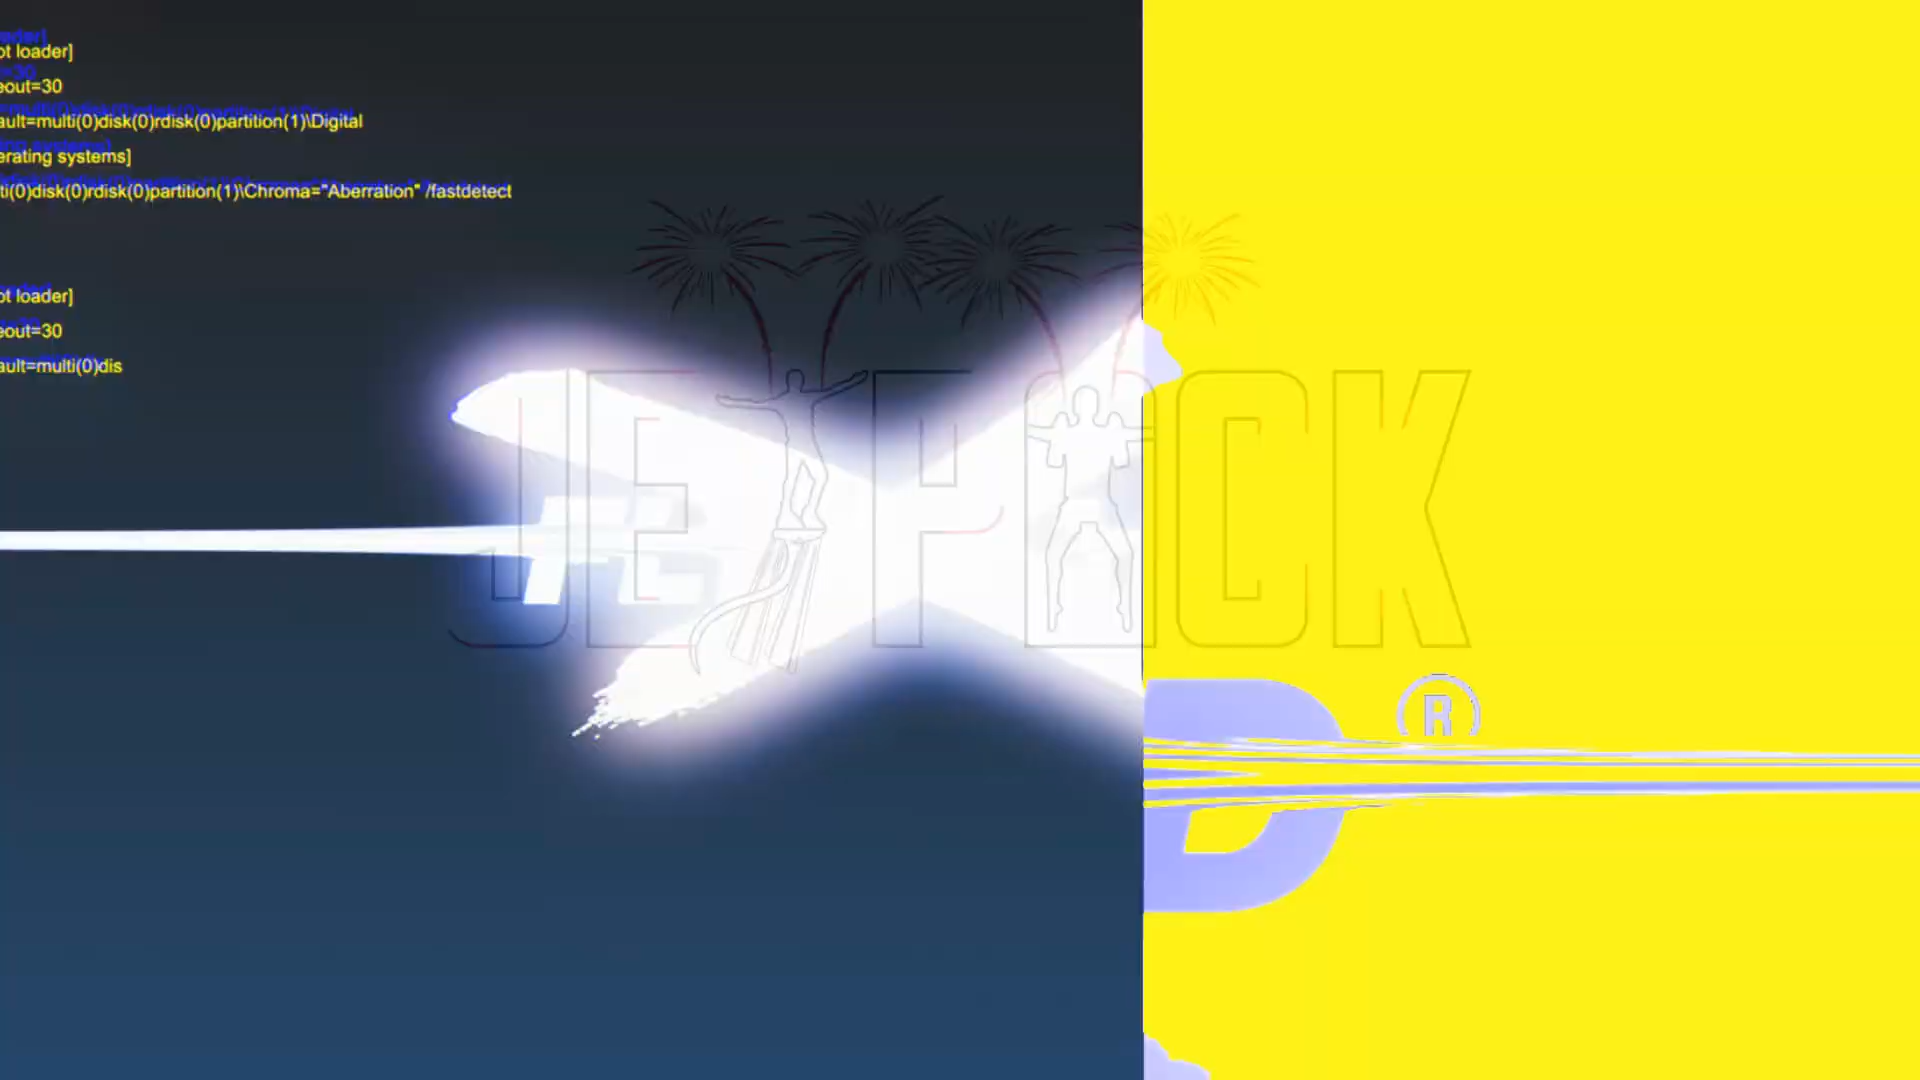 ot loader]
eout=30
ault=multi(0)disk(0)rdisk(0)partition(1)\Digital
erating systems]
ti(0)disk(0)rdisk(0)partition(1)\Chroma="Aberration" /fastdetect
ot loader]
eout=30
ault=multi(0)dis
JETPACK
D ®